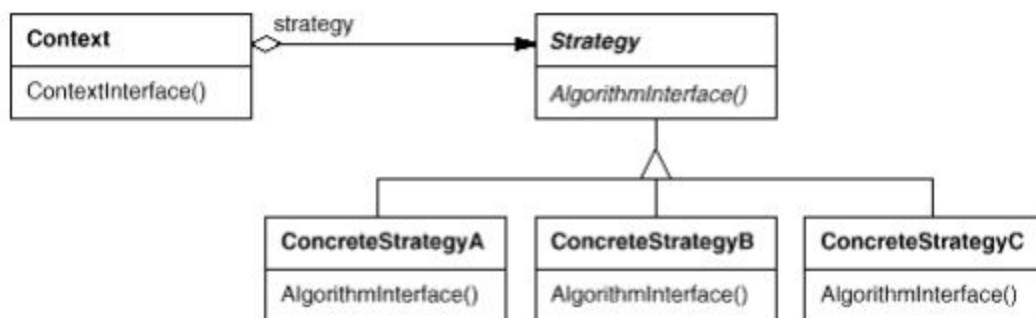 Context
strategy
Strategy
ContextInterface()
AlgorithmInterface()
ConcreteStrategyA
ConcreteStrategyB
ConcreteStrategyC
AlgorithmInterface()
AlgorithmInterface()
AlgorithmInterface()